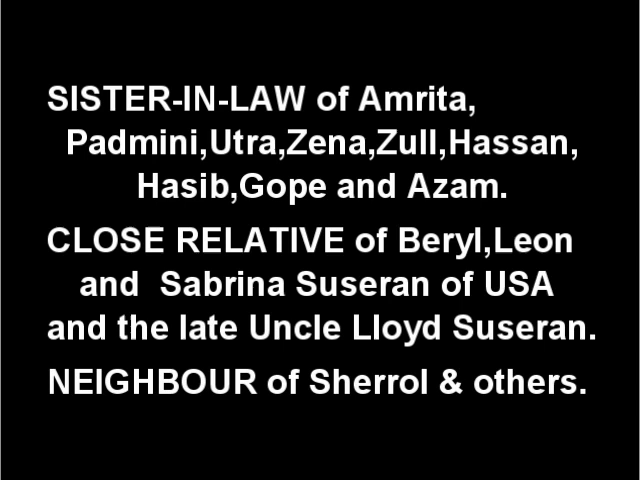 SISTER-IN-LAW of Amrita,
Padmini,Utra,Zena,Zull,Hassan,
Hasib,Gope and Azam.
CLOSE RELATIVE of Beryl,Leon
and  Sabrina Suseran of USA
and the late Uncle Lloyd Suseran.
NEIGHBOUR of Sherrol & others.